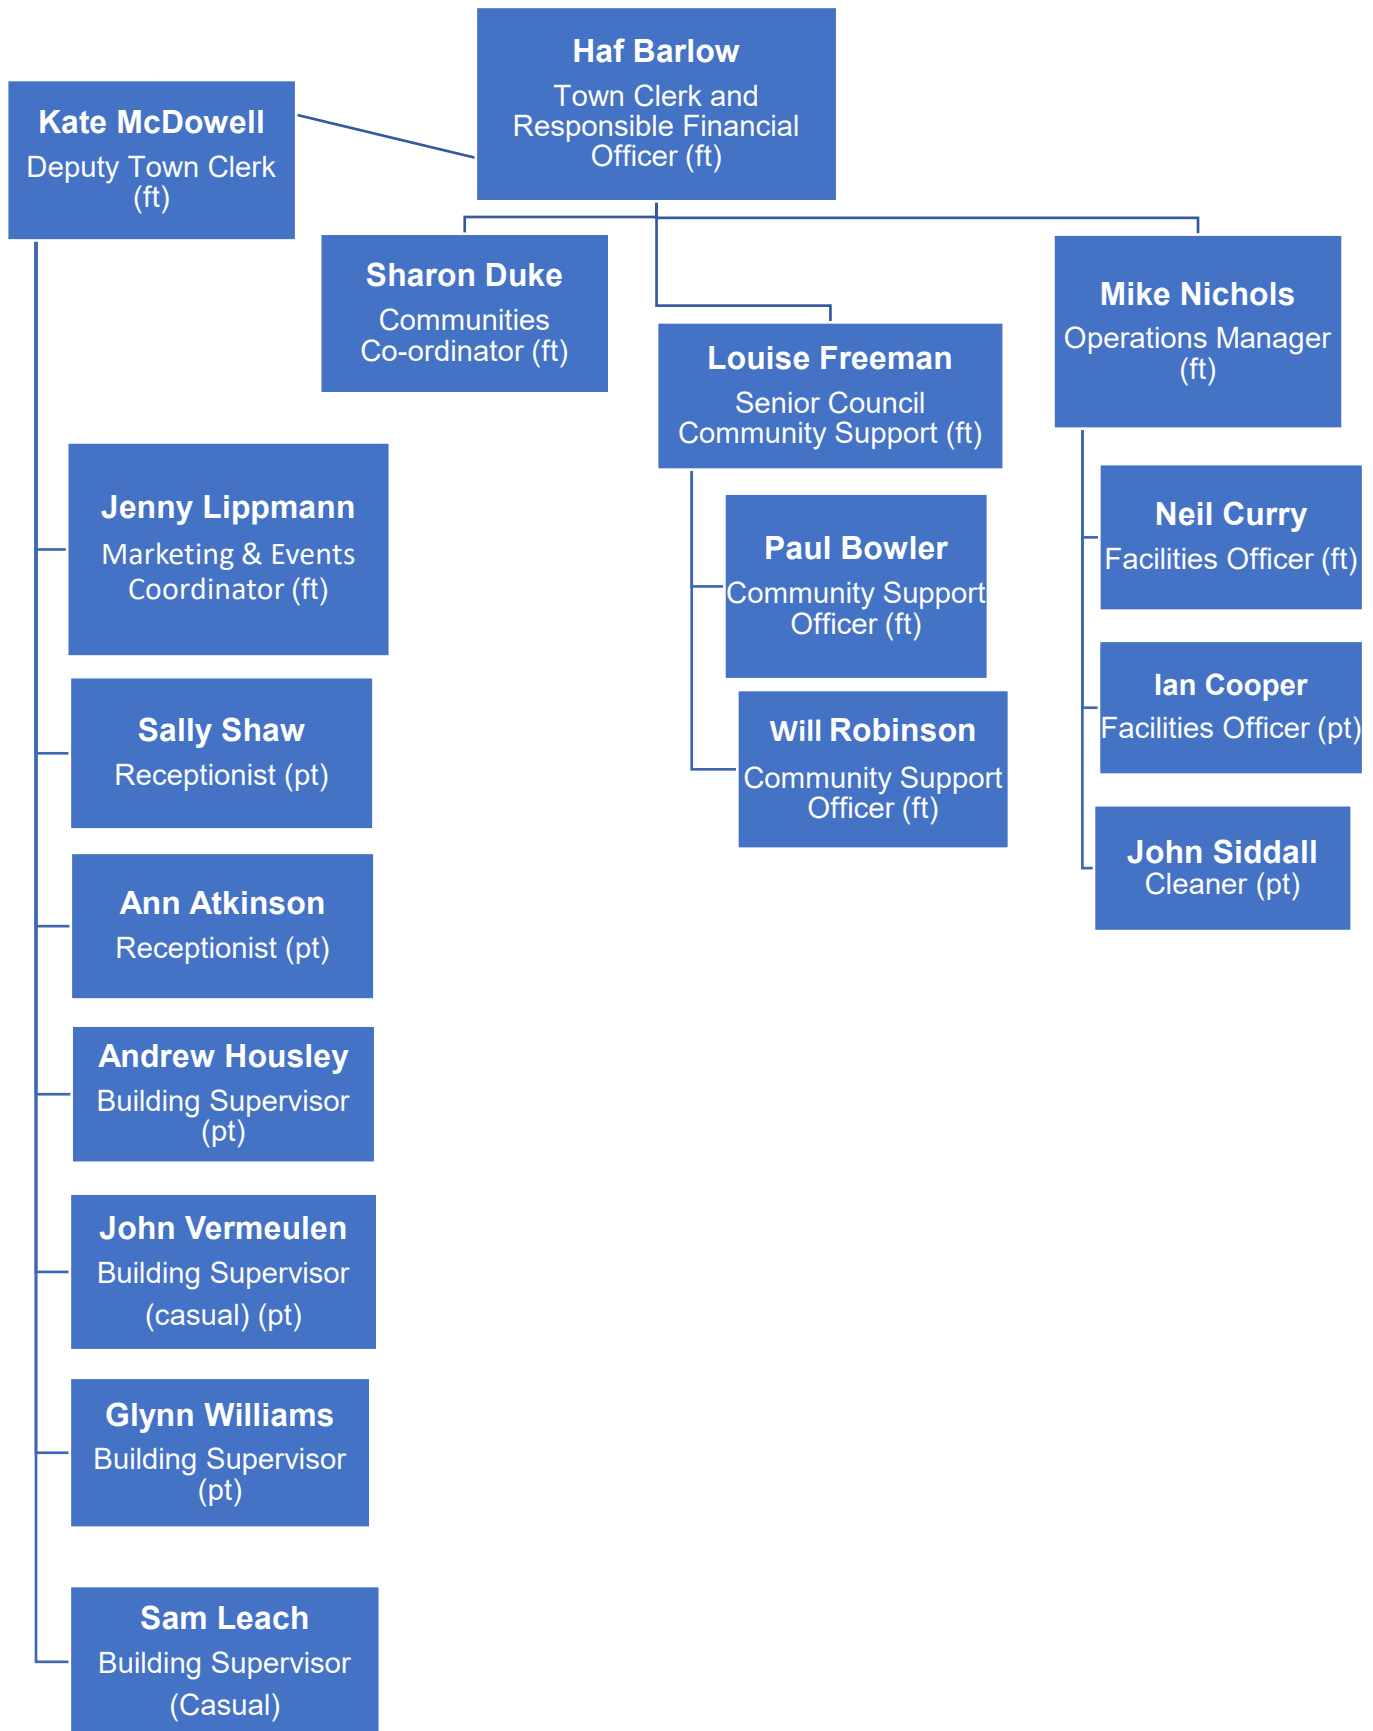 Haf Barlow
Town Clerk and
Responsible Financial
Officer (ft)
Kate McDowell
Deputy Town Clerk
(ft)
Sharon Duke
Communities
Co-ordinator (ft)
Louise Freeman
Senior Council
Community Support (ft)
Mike Nichols
Operations Manager
(ft)
Jenny Lippmann
Marketing & Events
Coordinator (ft)
Sally Shaw
Receptionist (pt)
Ann Atkinson
Receptionist (pt)
Andrew Housley
Building Supervisor
(pt)
John Vermeulen
Building Supervisor
(casual) (pt)
Glynn Williams
Building Supervisor
(pt)
Sam Leach
Building Supervisor
(Casual)
Paul Bowler
Community Support
Officer (ft)
Will Robinson
Community Support
Officer (ft)
Neil Curry
Facilities Officer (ft)
Ian Cooper
Facilities Officer (pt)
John Siddall
Cleaner (pt)